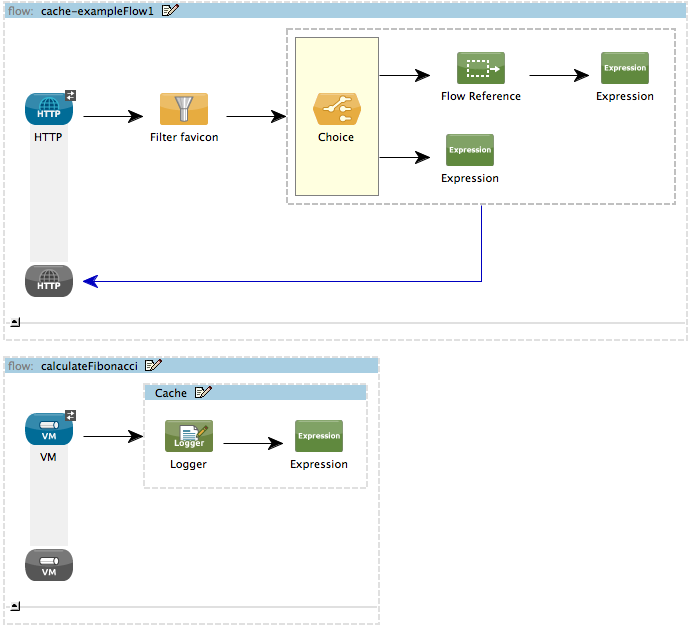 flow: cache-exampleFlow1
HTTP
HTTP
Filter favicon
Choice
Flow Reference
Expression
Expression
Expression
Expression
HTTP
flow: calculateFibonacci
Cache
VM
VM
Logger
Logger
Expression
Expression
VM